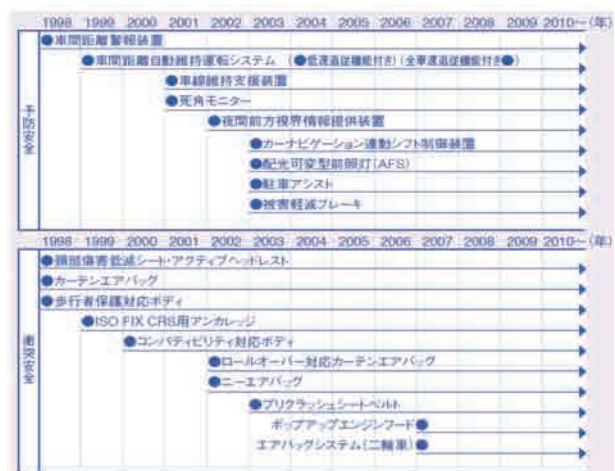 1998 1999 2000 2001 2002 2003 2004 2005 2006 2007 2008 2009 2010～(年)
予防安全
●車間距離警報装置
●車間距離自動維持運転システム (●低速追従機能付き)(全車速追従機能付き●)
●車線維持支援装置
●死角モニター
●夜間前方視界情報提供装置
●カーナビゲーション連動シフト制御装置
●配光可変型前照灯(AFS)
●駐車アシスト
●被害軽減ブレーキ
1998 1999 2000 2001 2002 2003 2004 2005 2006 2007 2008 2009 2010～(年)
衝突安全
●頸部傷害低減シート・アクティブヘッドレスト
●カーテンエアバッグ
●歩行者保護対応ボディ
●ISO FIX CRS用アンカレッジ
●コンパティビリティ対応ボディ
●ロールオーバー対応カーテンエアバッグ
●ニーエアバッグ
●プリクラッシュシートベルト
ポップアップエンジンフード●
エアバッグシステム(二輪車)●